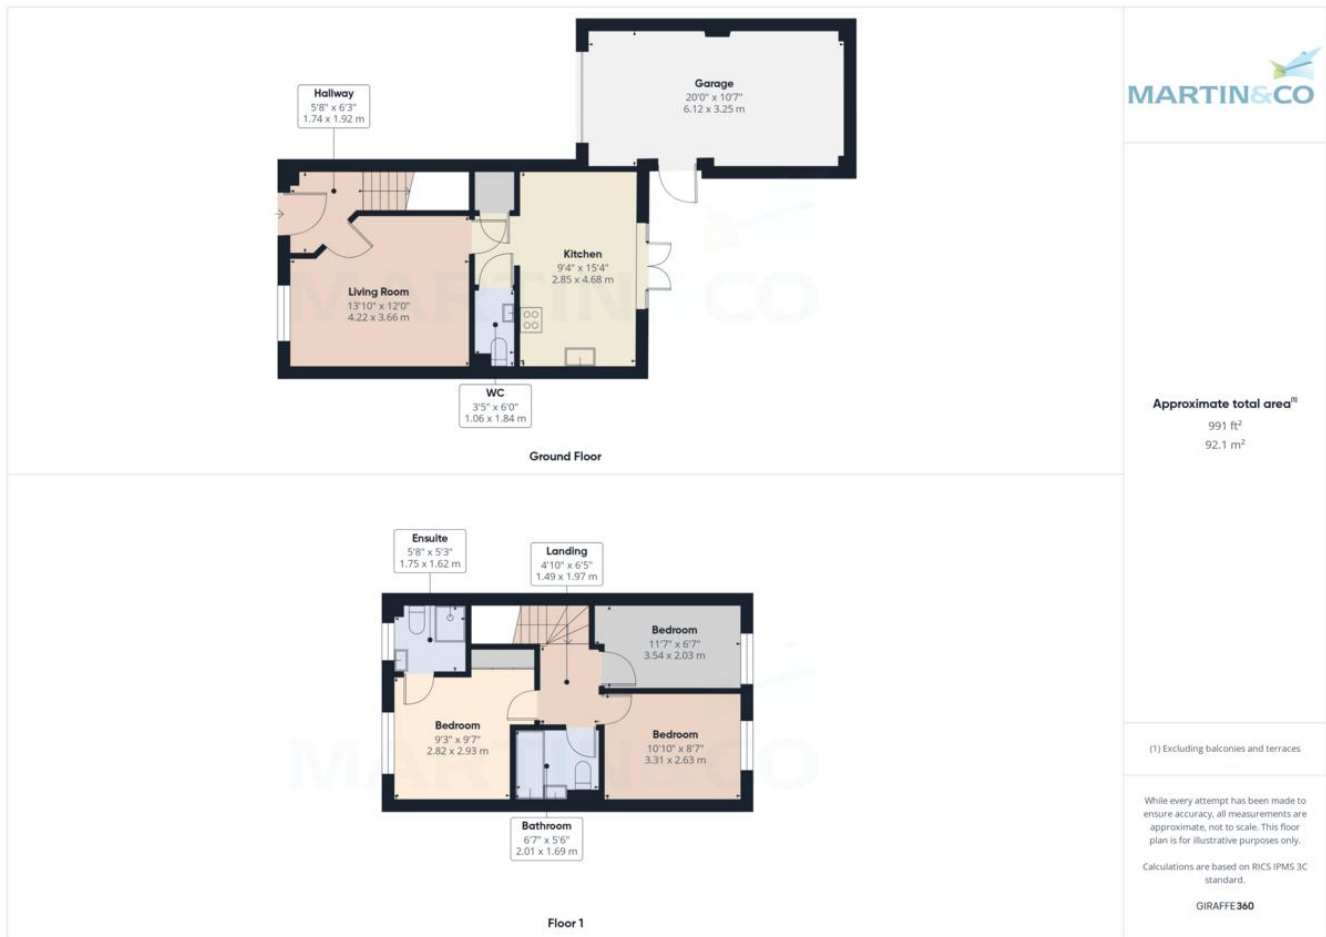 Hallway
5'8" x 6'3"
1.74 x 1.92 m
Garage
20'0" x 10'7"
6.12 x 3.25 m
Living Room
13'10" x 12'0"
4.22 x 3.66 m
Kitchen
9'4" x 15'4"
2.85 x 4.68 m
WC
3'5" x 6'0"
1.06 x 1.84 m
MARTIN&CO
Ground Floor
Ensuite
5'8" x 5'3"
1.75 x 1.62 m
Landing
4'10" x 6'5"
1.49 x 1.97 m
Bedroom
11'7" x 6'7"
3.54 x 2.03 m
Bedroom
9'3" x 9'7"
2.82 x 2.93 m
Bedroom
10'10" x 8'7"
3.31 x 2.63 m
Bathroom
6'7" x 5'6"
2.01 x 1.69 m
MARTIN&CO
Floor 1
MARTIN&CO
Approximate total area(1)
991 ft²
92.1 m²
(1) Excluding balconies and terraces
While every attempt has been made to
ensure accuracy, all measurements are
approximate, not to scale. This floor
plan is for illustrative purposes only.
Calculations are based on RICS IPMS 3C
standard.
GIRAFFE360